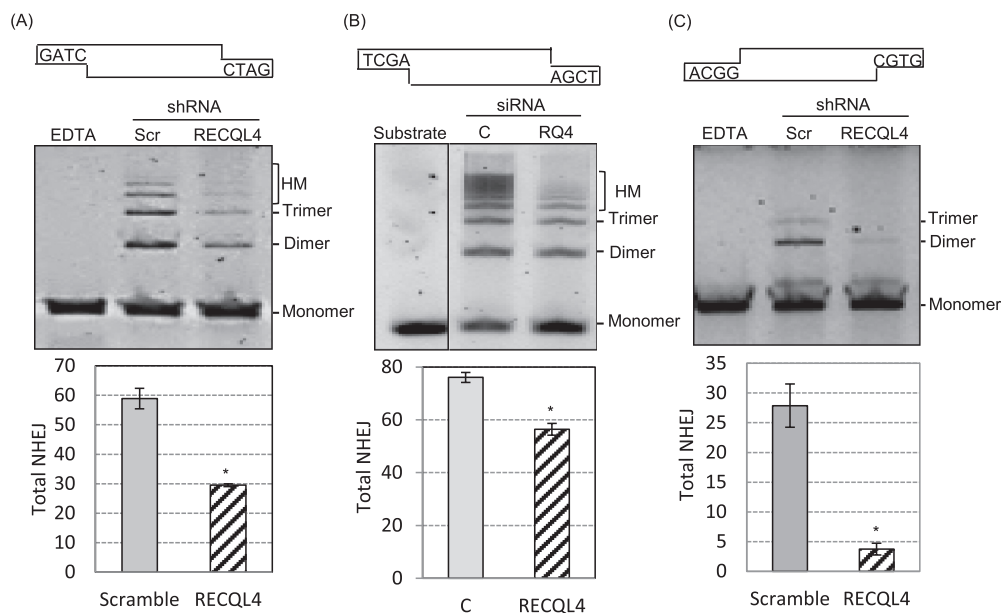 (A)
GATC
CTAG
shRNA
EDTA Scr RECQL4
HM
Trimer
Dimer
Monomer
70
60
50
40
30
20
10
0
Total NHEJ
*
Scramble RECQL4
(B)
TCGA
AGCT
siRNA
Substrate C RQ4
HM
Trimer
Dimer
Monomer
80
60
40
20
0
Total NHEJ
*
C RECQL4
(C)
CGTG
ACGG
shRNA
EDTA Scr RECQL4
Trimer
Dimer
Monomer
35
30
25
20
15
10
5
0
Total NHEJ
*
Scramble RECQL4